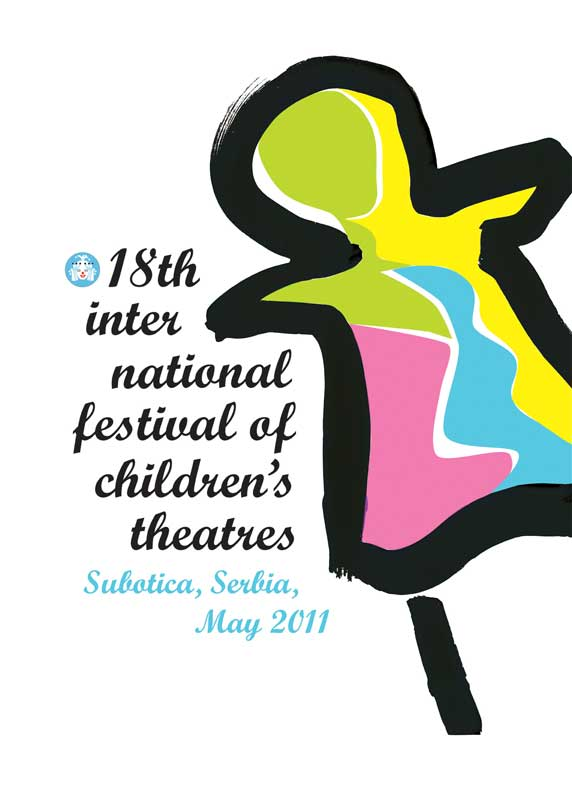 18th
inter
national
festival of
children's
theatres
Subotica, Serbia,
May 2011